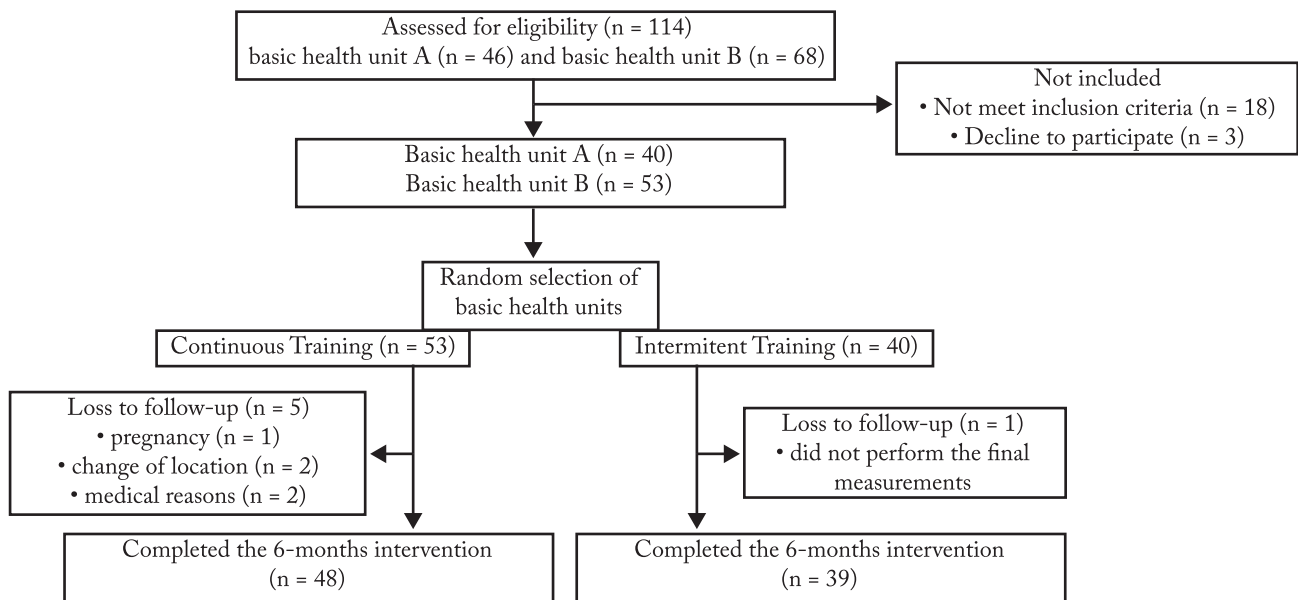 Assessed for eligibility (n = 114)
basic health unit A (n = 46) and basic health unit B (n = 68)
Not included
• Not meet inclusion criteria (n = 18)
• Decline to participate (n = 3)
Basic health unit A (n = 40)
Basic health unit B (n = 53)
Random selection of
basic health units
Continuous Training (n = 53)
Intermitent Training (n = 40)
Loss to follow-up (n = 5)
• pregnancy (n = 1)
• change of location (n = 2)
• medical reasons (n = 2)
Loss to follow-up (n = 1)
• did not perform the final
measurements
Completed the 6-months intervention
(n = 48)
Completed the 6-months intervention
(n = 39)